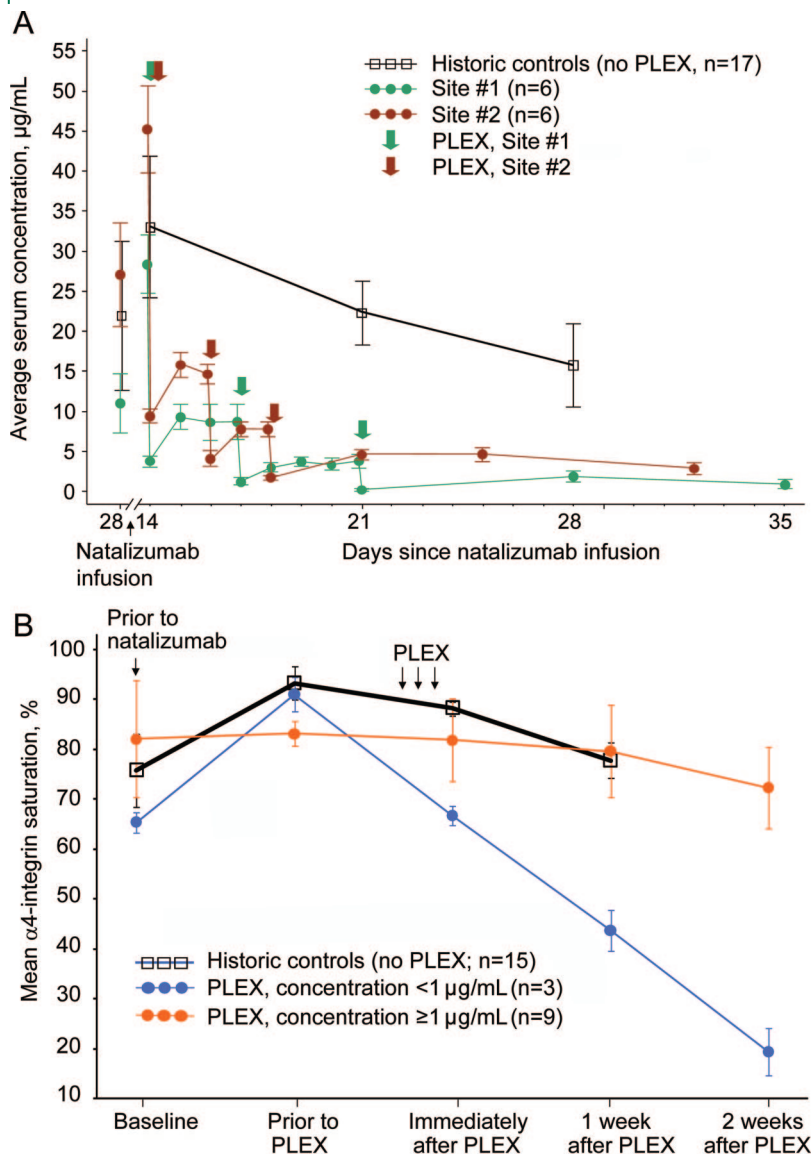 A
55
50
45
40
35
30
25
20
15
10
5
0
Average serum concentration, µg/mL
Historic controls (no PLEX, n=17)
Site #1 (n=6)
Site #2 (n=6)
PLEX, Site #1
PLEX, Site #2
28 14 21 28 35
Natalizumab
infusion
Days since natalizumab infusion
B
Prior to
natalizumab
PLEX
100
90
80
70
60
50
40
30
20
10
Mean α4-integrin saturation, %
Historic controls (no PLEX; n=15)
PLEX, concentration <1 µg/mL (n=3)
PLEX, concentration ≥1 µg/mL (n=9)
Baseline
Prior to
PLEX
Immediately
after PLEX
1 week
after PLEX
2 weeks
after PLEX